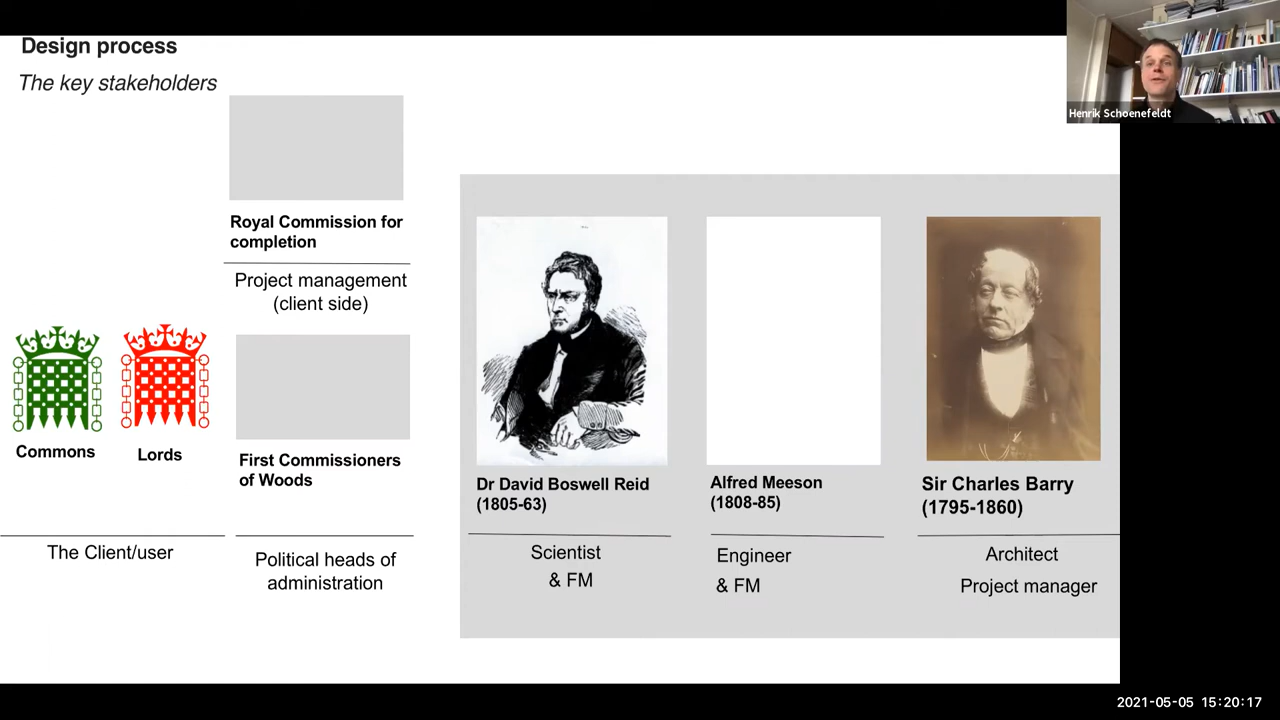 Design process
The key stakeholders
Henrik Schoenefeldt
Royal Commission for
completion
Project management
(client side)
Commons
Lords
First Commissioners
of Woods
The Client/user
Political heads of
administration
Dr David Boswell Reid
(1805-63)
Scientist
& FM
Alfred Meeson
(1808-85)
Engineer
& FM
Sir Charles Barry
(1795-1860)
Architect
Project manager
2021-05-05 15:20:17